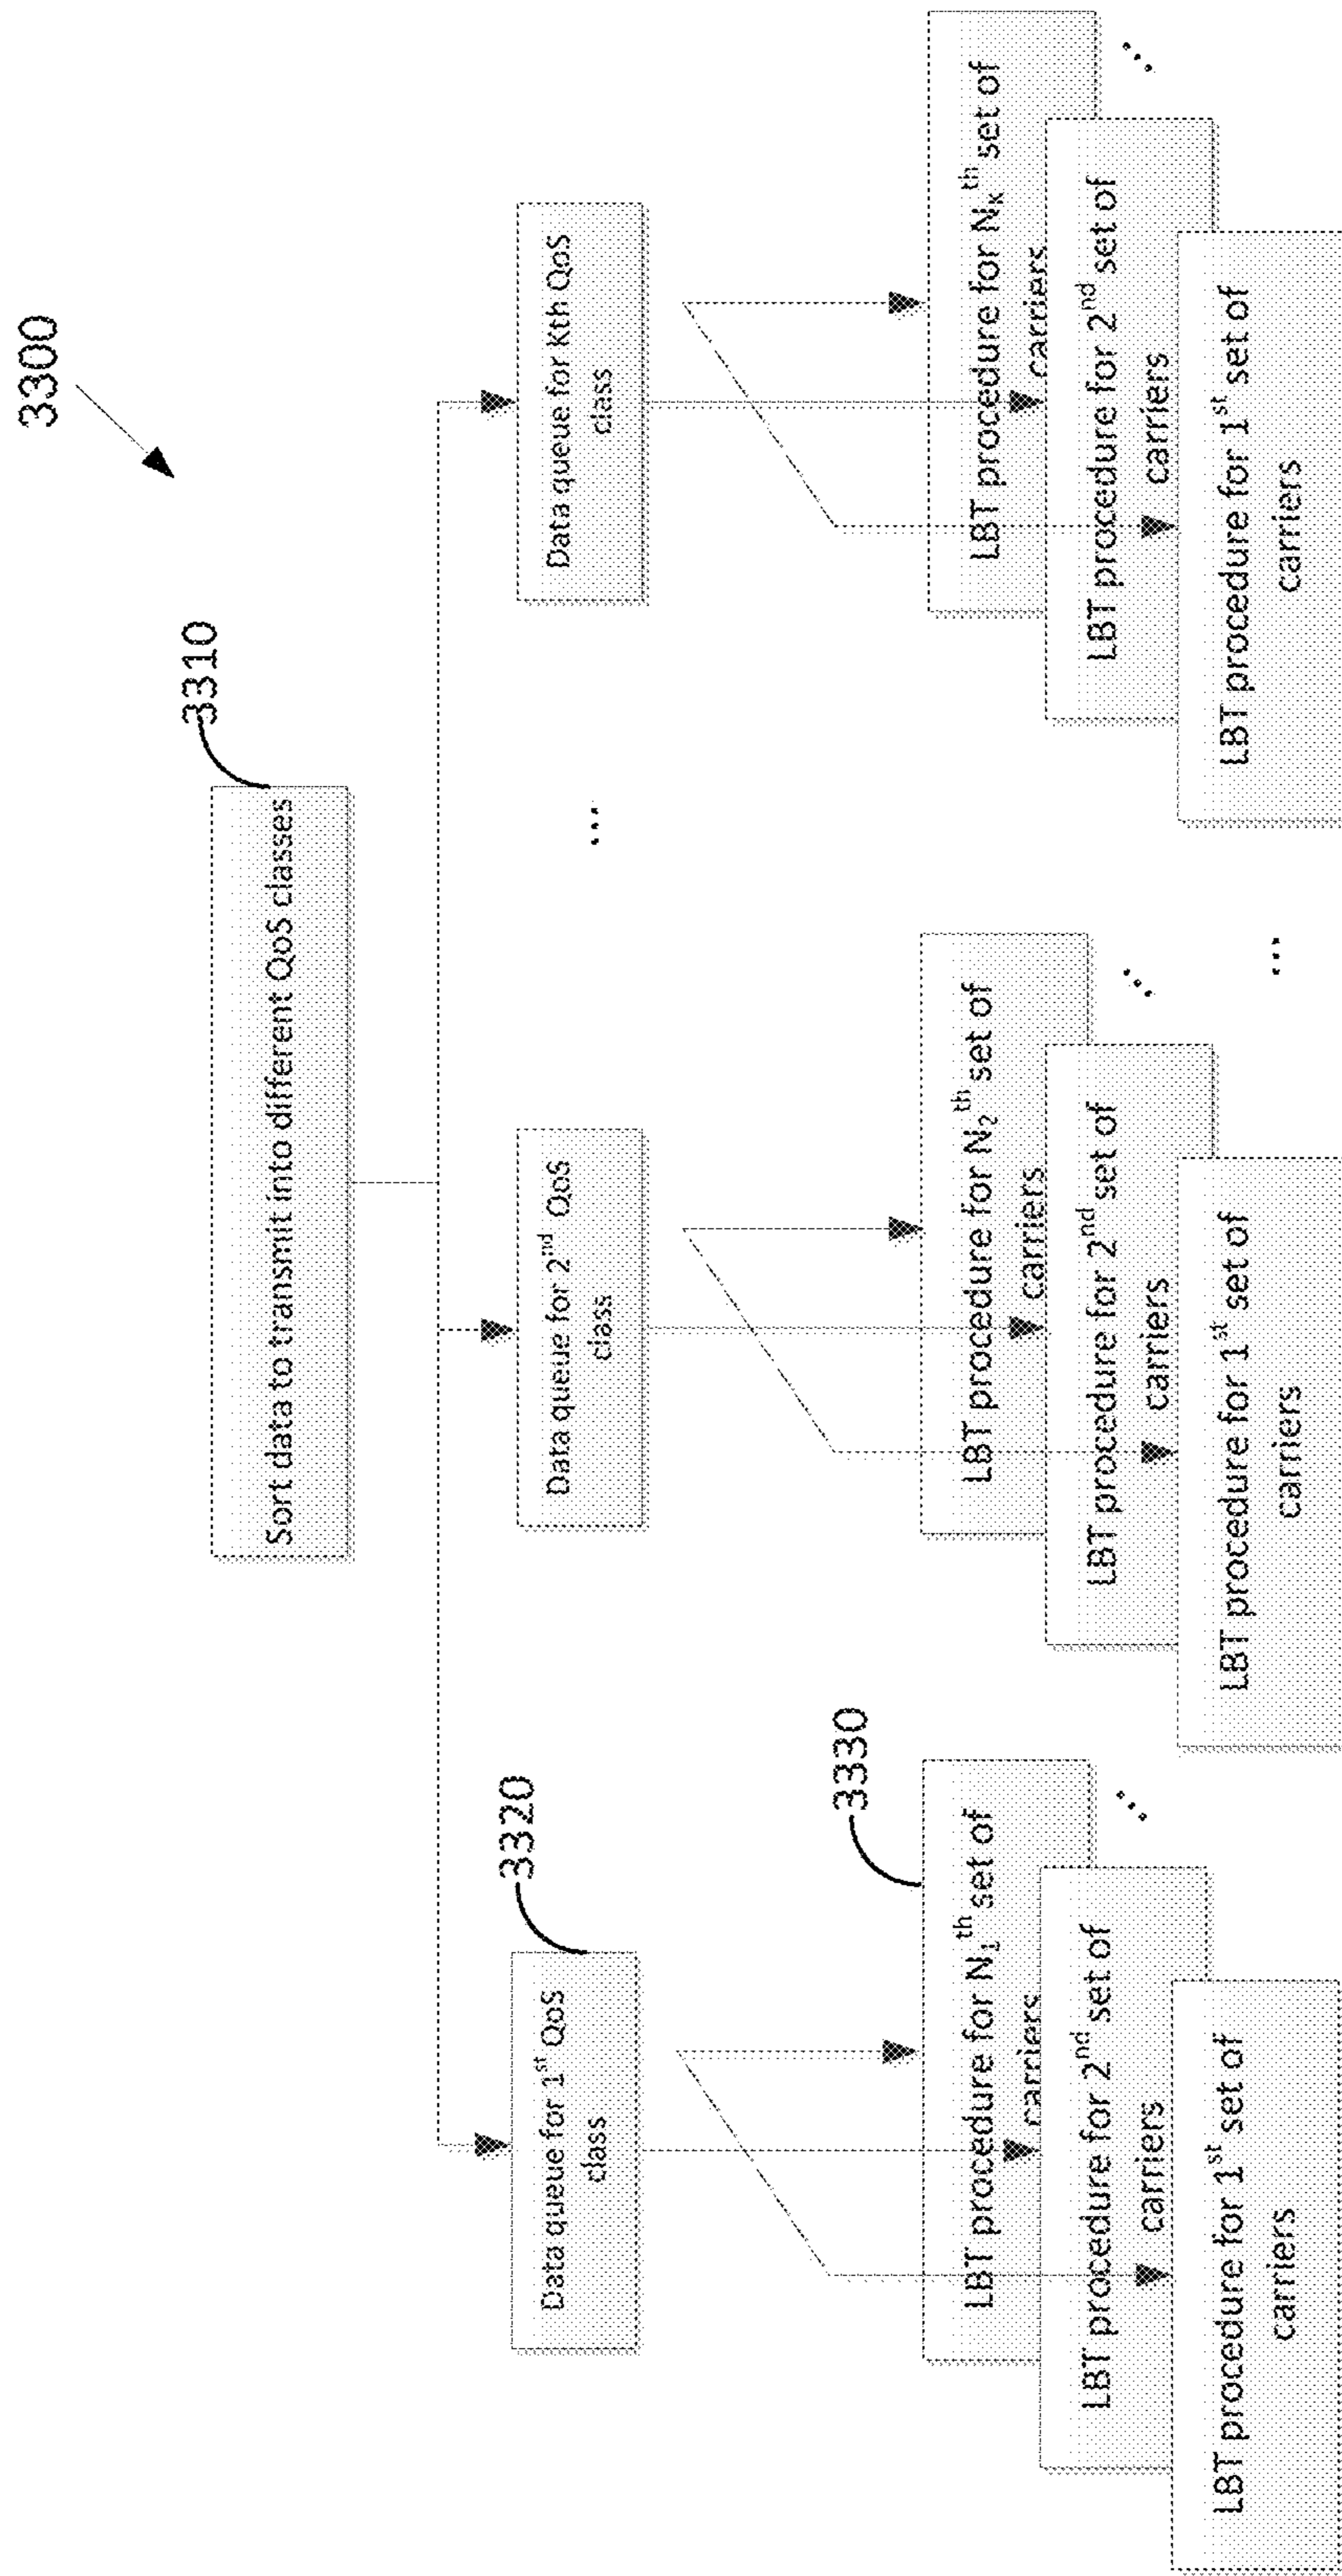 3300
3310
Sort data to transmit into different QoS classes
3320
Data queue for 1st QoS
class
Data queue for 2nd QoS
class
...
Data queue for Kth QoS
class
3330
LBT procedure for N1th set of
carriers
LBT procedure for 2nd set of
carriers
LBT procedure for 1st set of
carriers
...
LBT procedure for N2th set of
carriers
LBT procedure for 2nd set of
carriers
LBT procedure for 1st set of
carriers
...
...
LBT procedure for NKth set of
carriers
LBT procedure for 2nd set of
carriers
LBT procedure for 1st set of
carriers
...